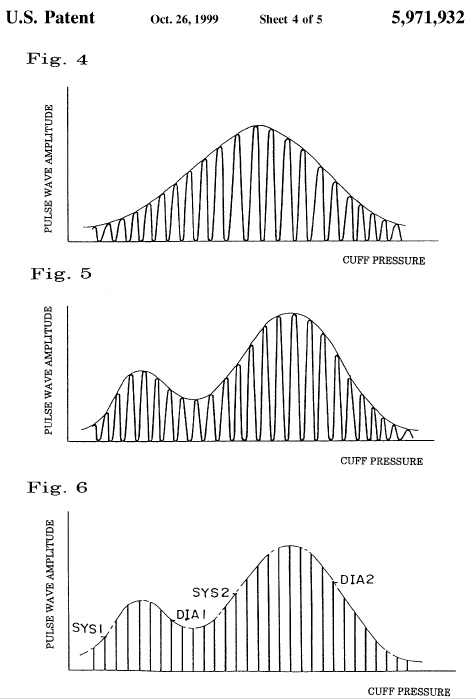 U.S. Patent Oct. 26, 1999 Sheet 4 of 5 5,971,932
Fig. 4
PULSE WAVE AMPLITUDE
CUFF PRESSURE
Fig. 5
PULSE WAVE AMPLITUDE
CUFF PRESSURE
Fig. 6
PULSE WAVE AMPLITUDE
SYS1
DIA1
SYS2
DIA2
CUFF PRESSURE